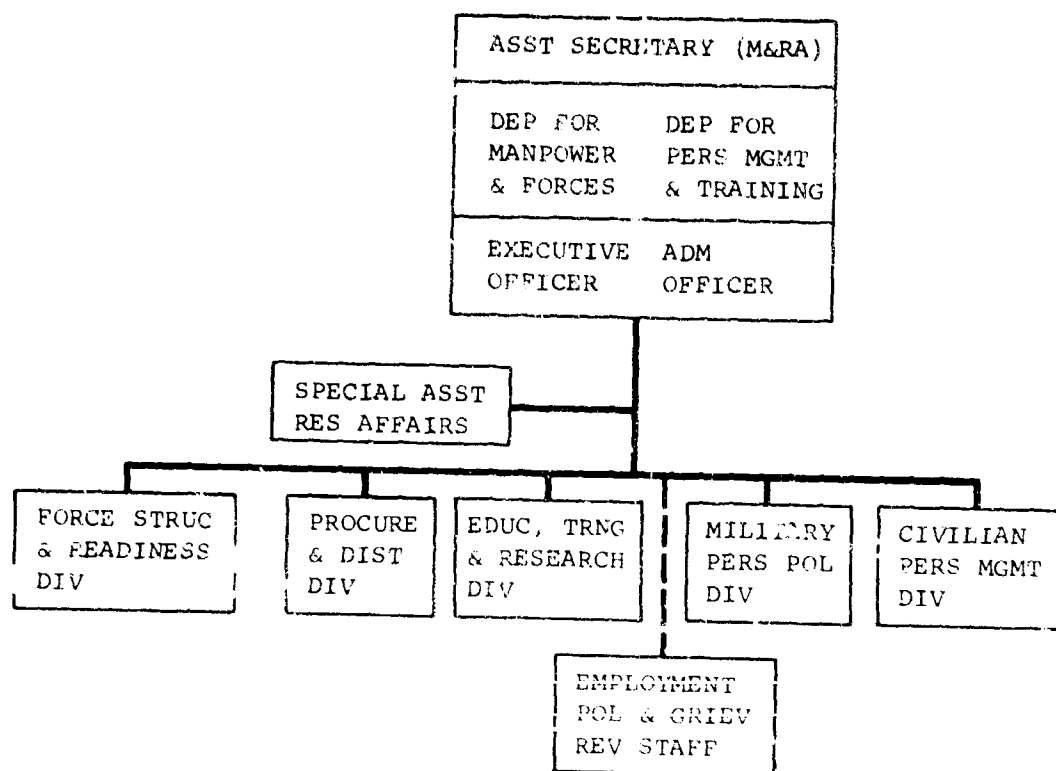 ASST SECRETARY (M&RA)
DEP FOR
MANPOWER
& FORCES
DEP FOR
PERS MGMT
& TRAINING
EXECUTIVE
OFFICER
ADM
OFFICER
SPECIAL ASST
RES AFFAIRS
FORCE STRUC
& READINESS
DIV
PROCURE
& DIST
DIV
EDUC, TRNG
& RESEARCH
DIV
MILITARY
PERS POL
DIV
CIVILIAN
PERS MGMT
DIV
EMPLOYMENT
POL & GRIEV
REV STAFF